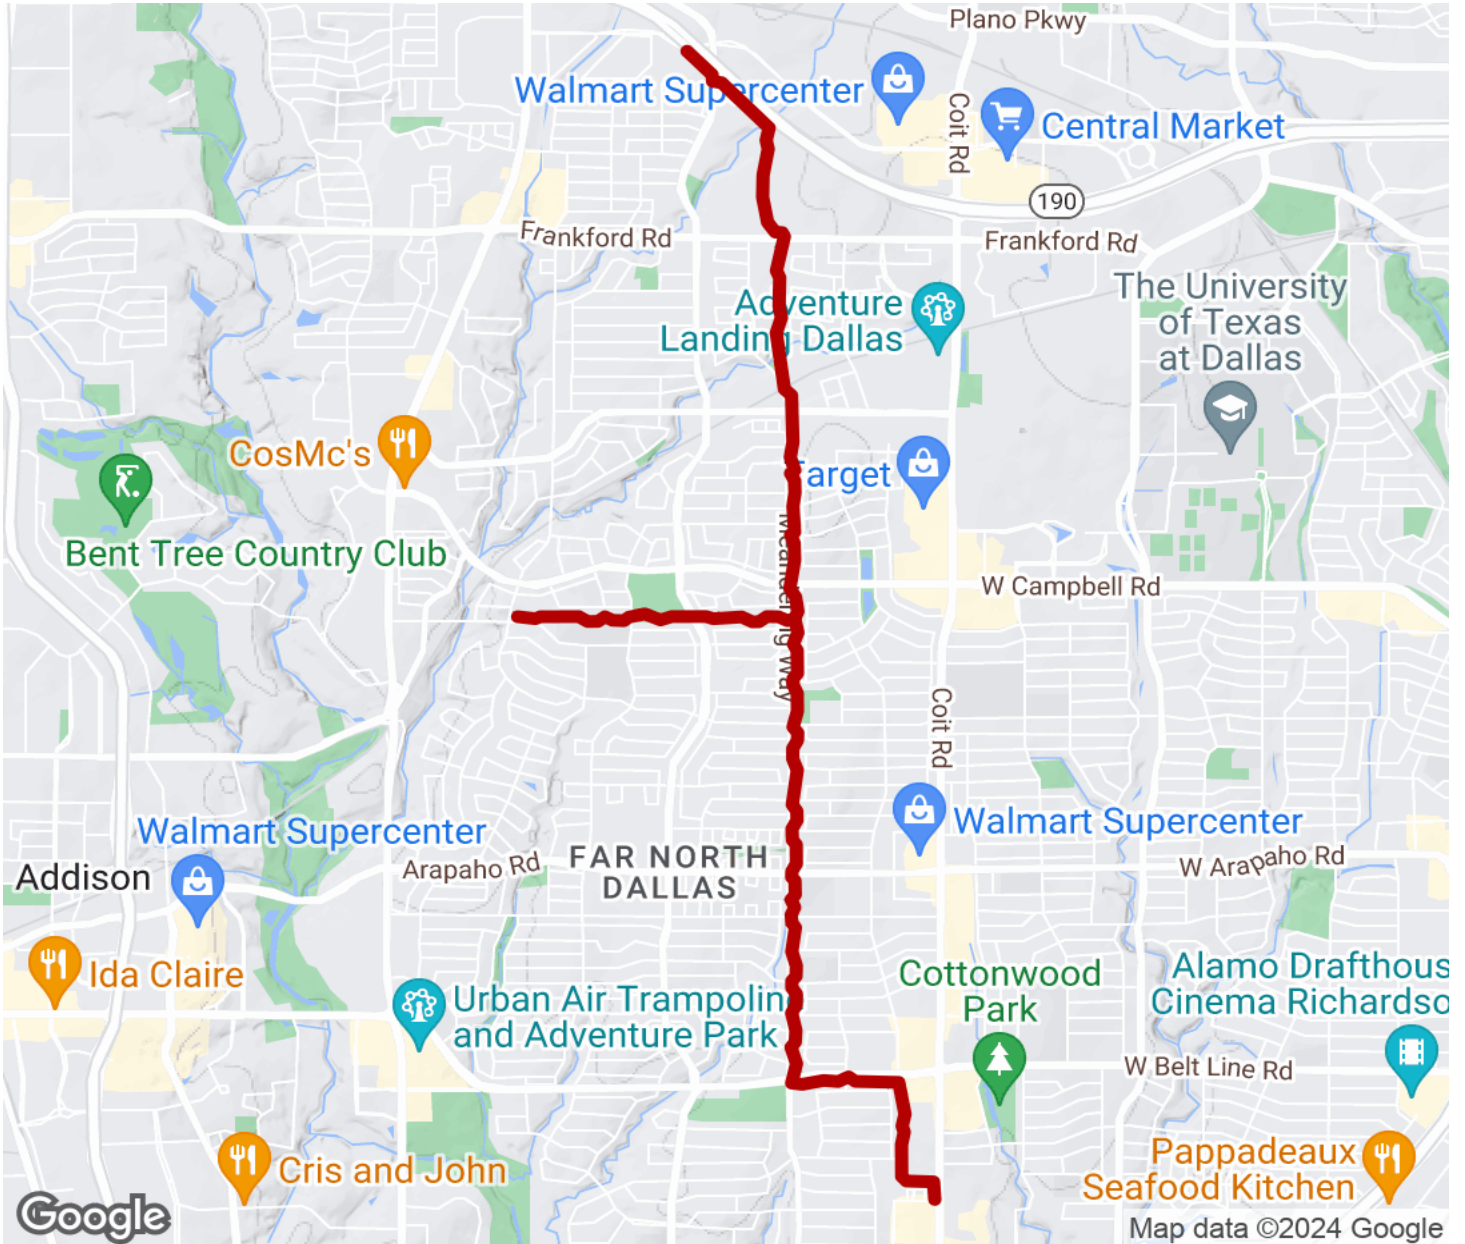 Plano Pkwy
Walmart Supercenter
Coit Rd
Central Market
190
Frankford Rd
Frankford Rd
The University
of Texas
at Dallas
Adventure
Landing Dallas
CosMc's
Target
Bent Tree Country Club
Meandering Way
W Campbell Rd
Coit Rd
Walmart Supercenter
Walmart Supercenter
Addison
Arapaho Rd
FAR NORTH
DALLAS
W Arapaho Rd
Ida Claire
Urban Air Trampolin
and Adventure Park
Cottonwood
Park
Alamo Drafthous
Cinema Richardso
W Belt Line Rd
Cris and John
Pappadeaux
Seafood Kitchen
Google
Map data ©2024 Google